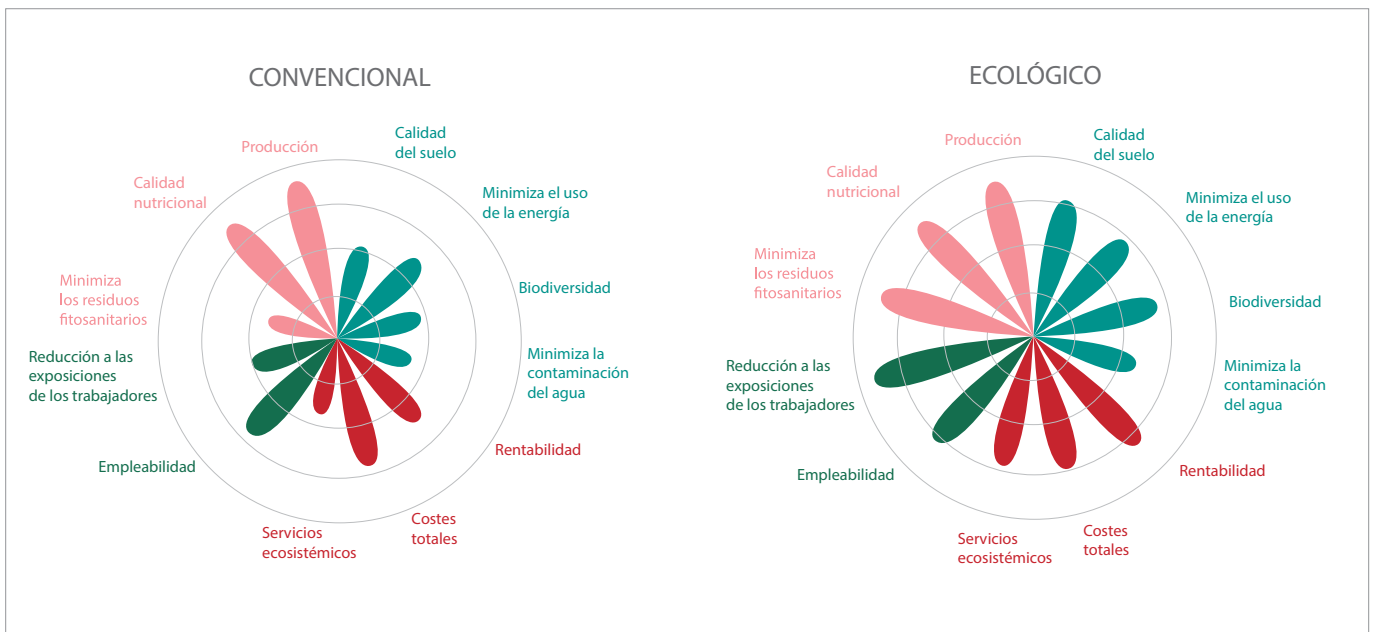 CONVENCIONAL
Producción
Calidad
del suelo
Calidad
nutricional
Minimiza el uso
de la energía
Minimiza
los residuos
fitosanitarios
Biodiversidad
Reducción a las
exposiciones
de los trabajadores
Minimiza la
contaminación
del agua
Empleabilidad
Rentabilidad
Servicios
ecosistémicos
Costes
totales
ECOLÓGICO
Producción
Calidad
del suelo
Calidad
nutricional
Minimiza el uso
de la energía
Minimiza
los residuos
fitosanitarios
Biodiversidad
Reducción a las
exposiciones
de los trabajadores
Minimiza la
contaminación
del agua
Empleabilidad
Rentabilidad
Servicios
ecosistémicos
Costes
totales